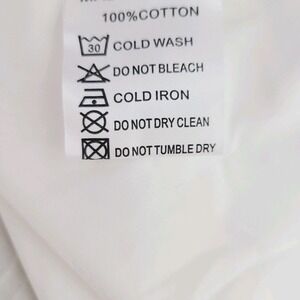 100%COTTON
30 COLD WASH
DO NOT BLEACH
COLD IRON
DO NOT DRY CLEAN
DO NOT TUMBLE DRY